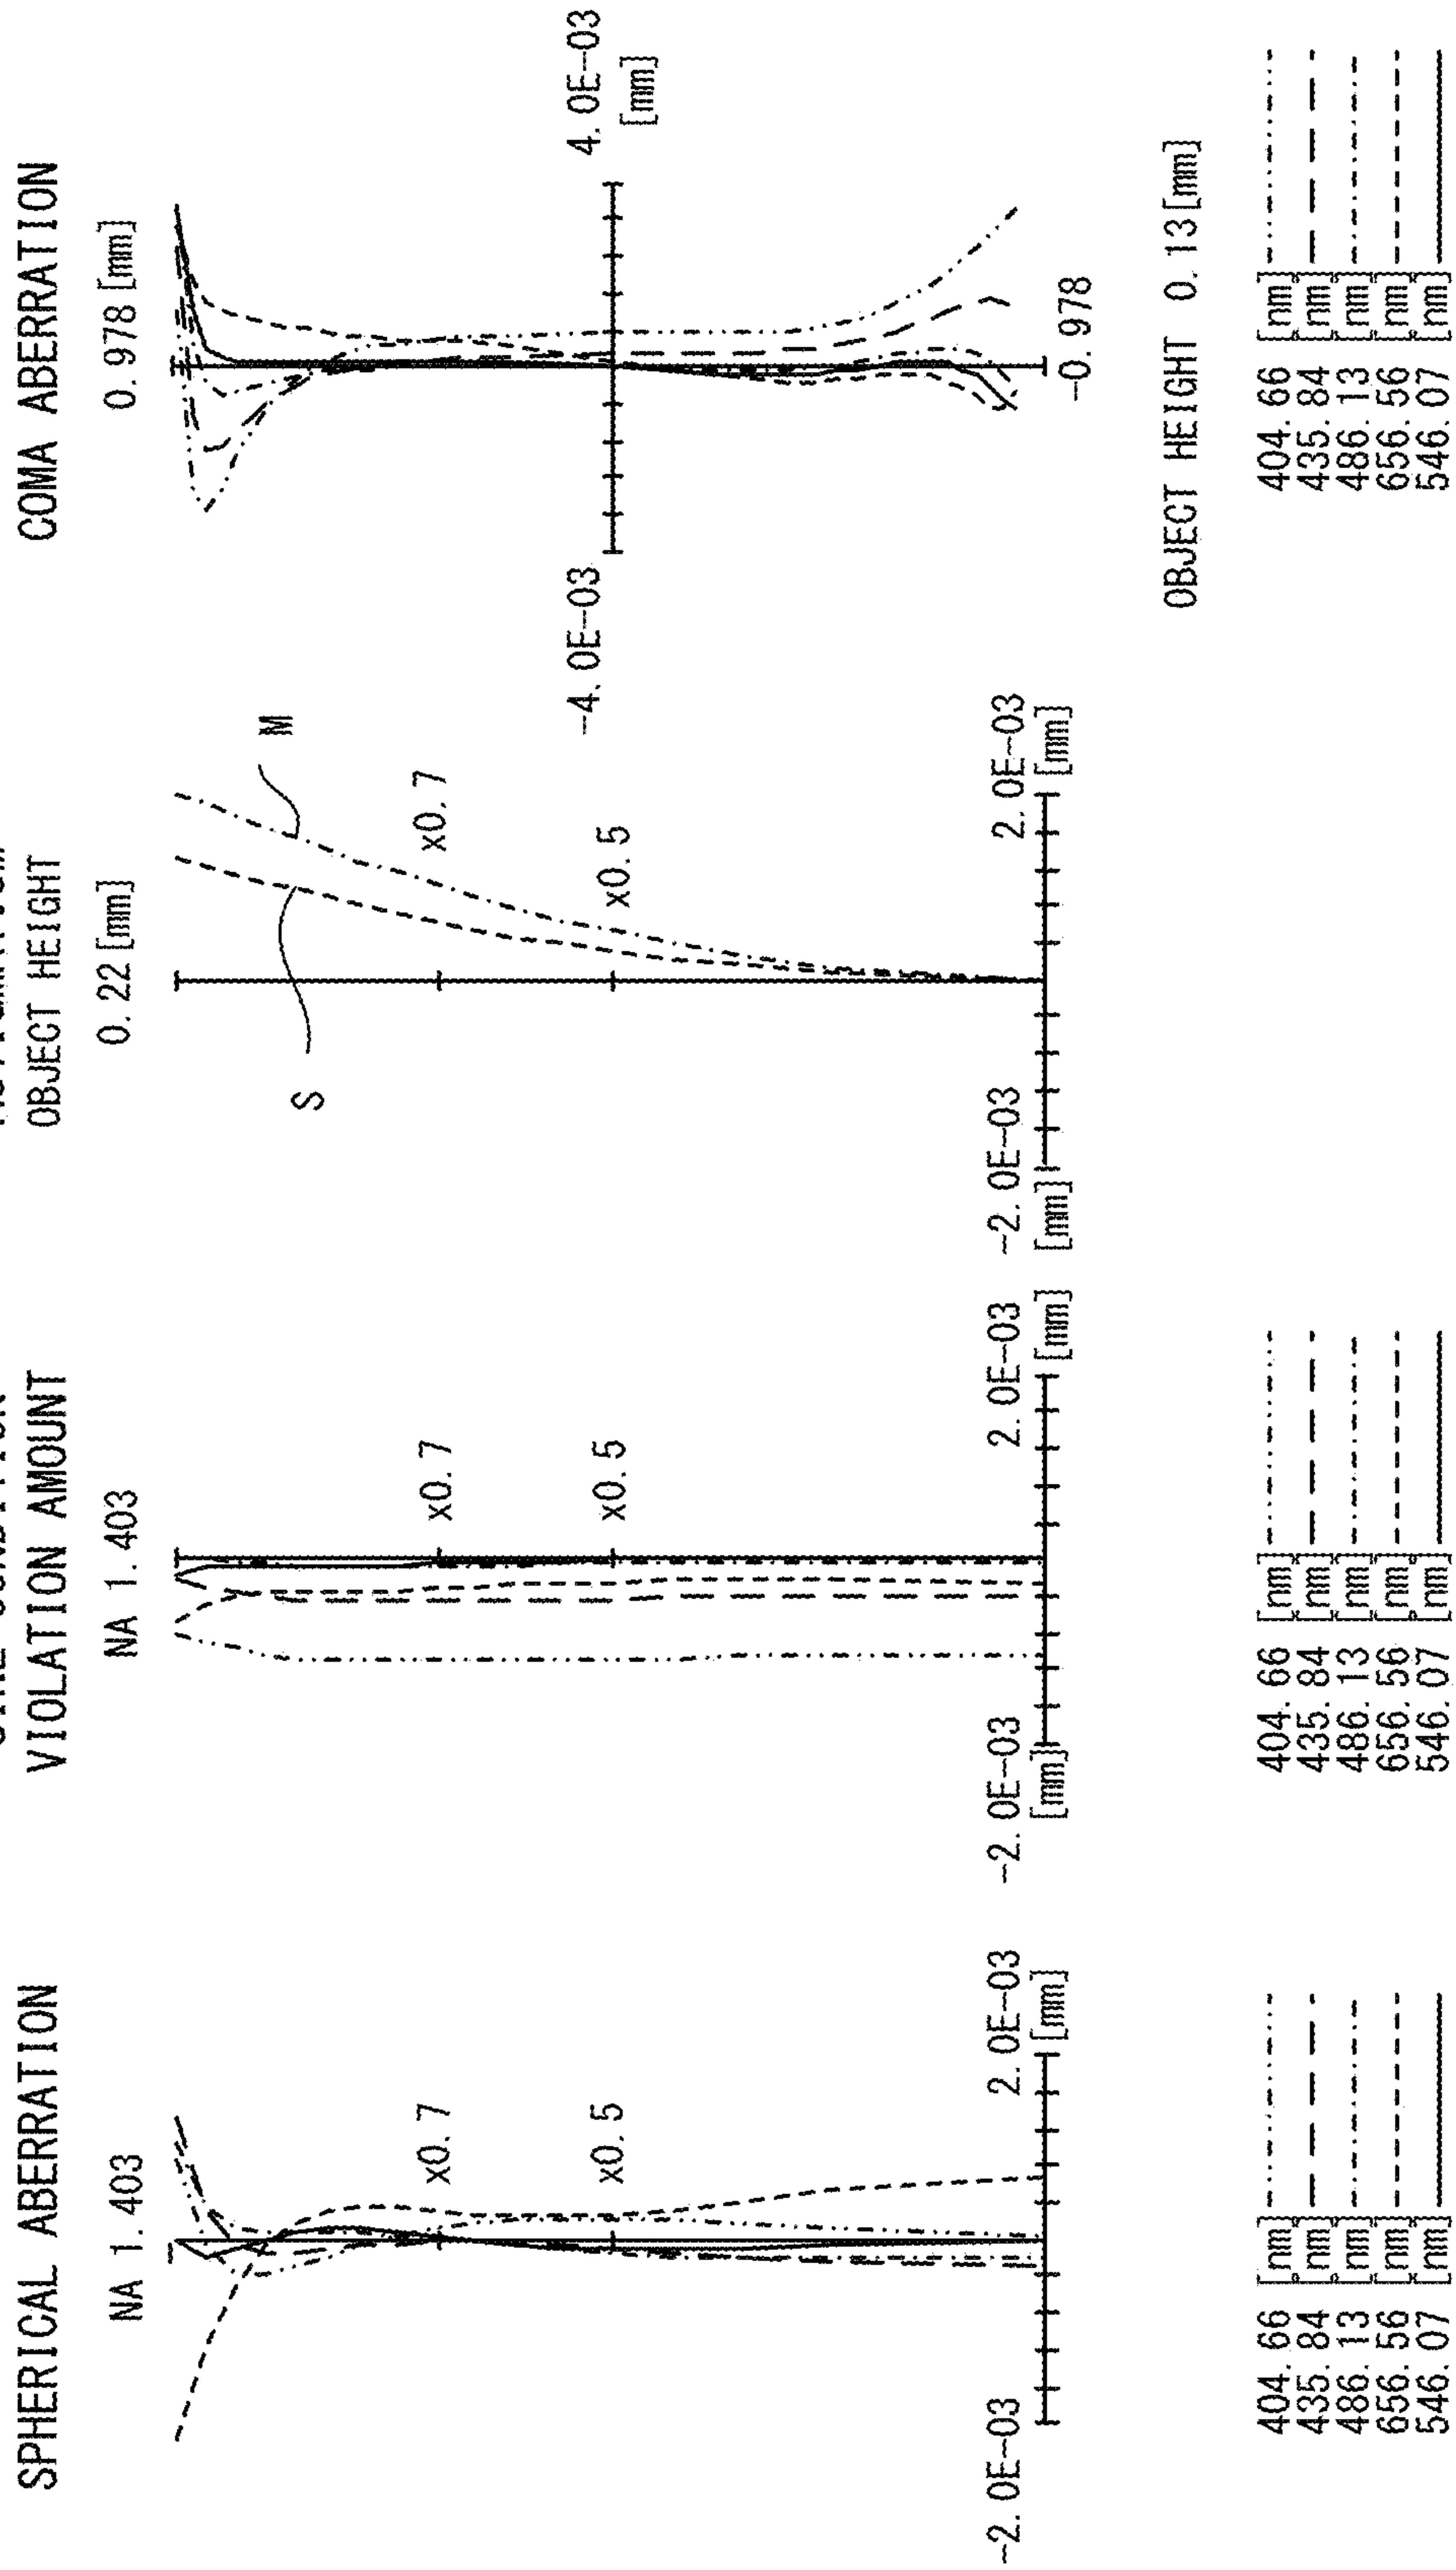 SPHERICAL ABERRATION
NA 1.403
x0.7
x0.5
-2.0E-03
2.0E-03
[mm]
404.66 [nm]
435.84 [nm]
486.13 [nm]
656.56 [nm]
546.07 [nm]
VIOLATION AMOUNT
NA 1.403
x0.7
x0.5
-2.0E-03
[mm]
2.0E-03
[mm]
404.66 [nm]
435.84 [nm]
486.13 [nm]
656.56 [nm]
546.07 [nm]
OBJECT HEIGHT
0.22 [mm]
S
M
x0.7
x0.5
-2.0E-03
[mm]
2.0E-03
[mm]
COMA ABERRATION
0.978 [mm]
-4.0E-03
4.0E-03
[mm]
-0.978
OBJECT HEIGHT 0.13 [mm]
404.66 [nm]
435.84 [nm]
486.13 [nm]
656.56 [nm]
546.07 [nm]